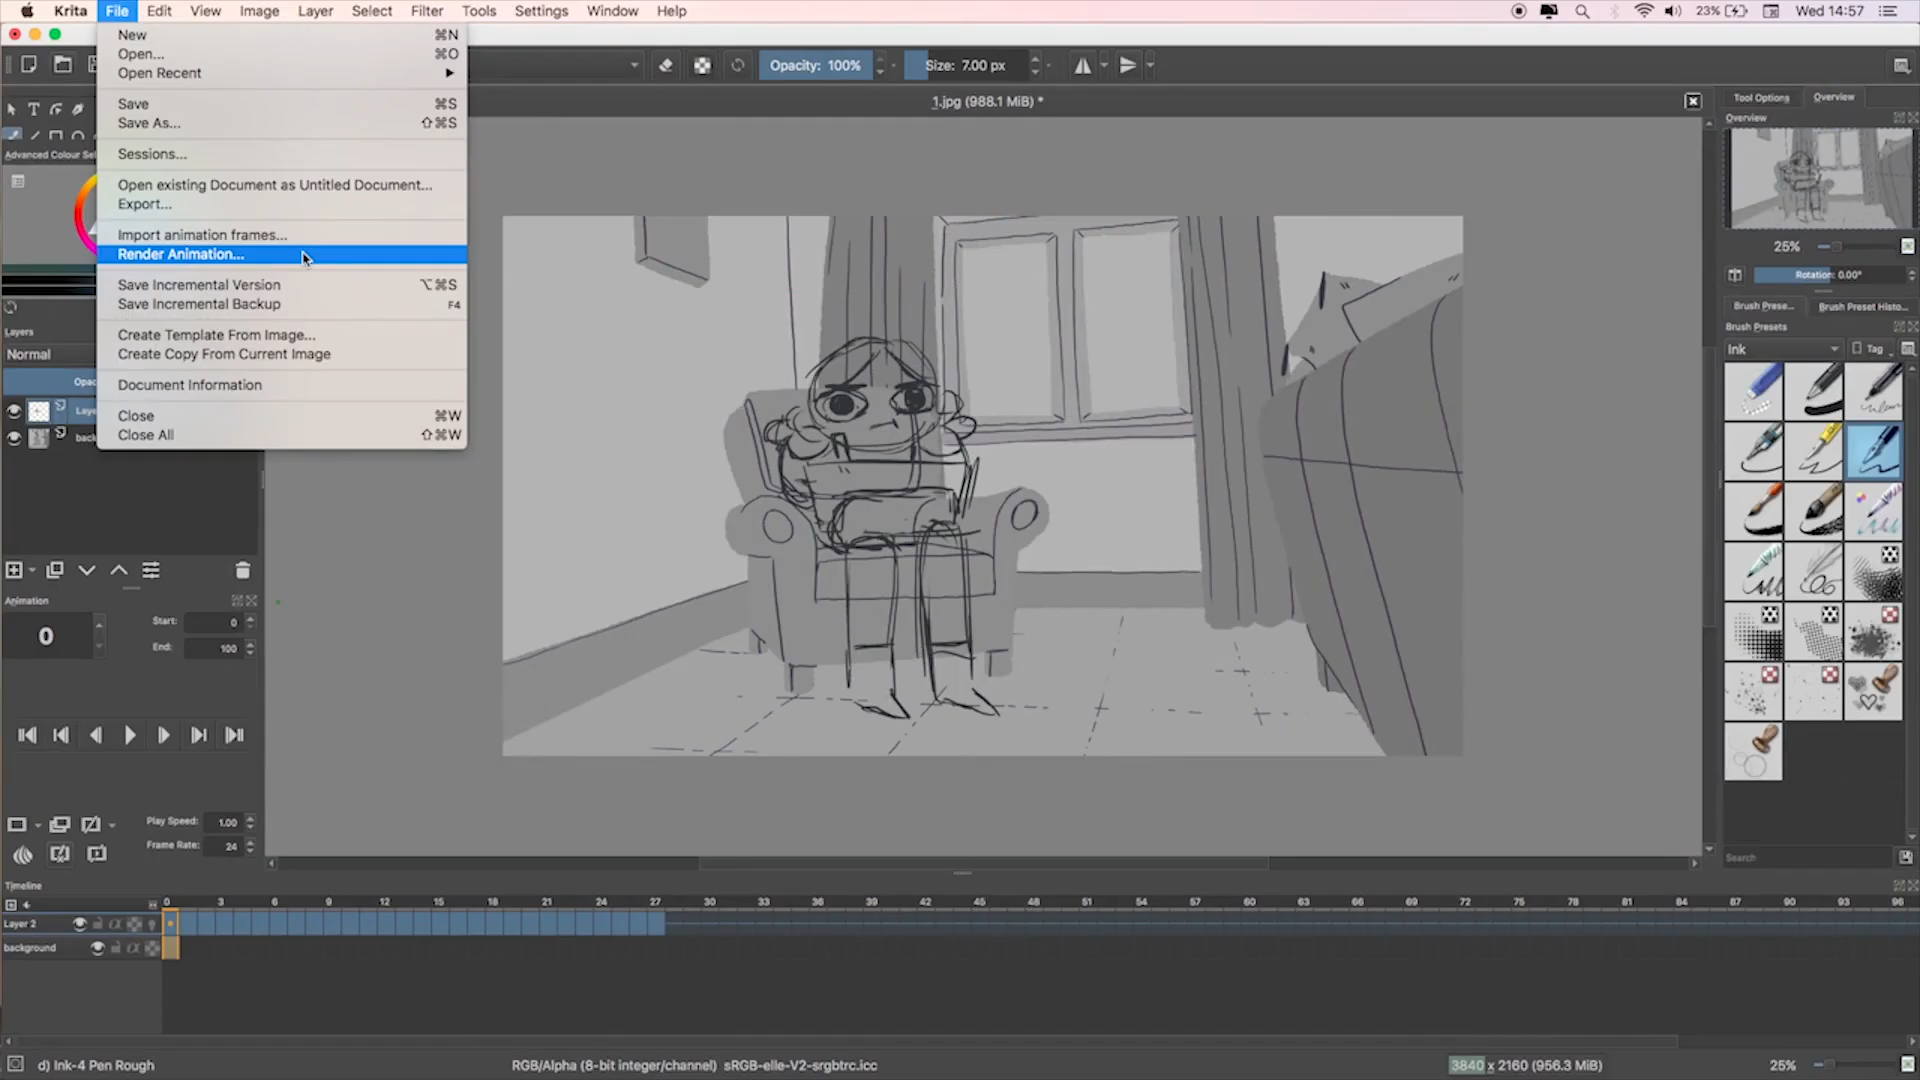 Krita File Edit View Image Layer Select Filter Tools Settings Window Help 23% Wed 14:57
New ⌘N
Open... ⌘O
Open Recent
Save ⌘S
Save As... ⇧⌘S
Sessions...
Open existing Document as Untitled Document...
Export...
Import animation frames...
Render Animation...
Save Incremental Version ⌥⌘S
Save Incremental Backup F4
Create Template From Image...
Create Copy From Current Image
Document Information
Close ⌘W
Close All ⇧⌘W
Opacity: 100% Size: 7.00 px
1.jpg (988.1 MiB) *
Advanced Colour Sel
Layers
Normal
Opac
Laye
back
Animation
0
Start: 0
End: 100
Play Speed: 1.00
Frame Rate: 24
Tool Options Overview
Overview
25%
Rotation: 0.00°
Brush Prese... Brush Preset Histo...
Brush Presets
Ink Tag
Search
Timeline
0 3 6 9 12 15 18 21 24 27 30 33 36 39 42 45 48 51 54 57 60 63 66 69 72 75 78 81 84 87 90 93 96
Layer 2
background
d) Ink-4 Pen Rough RGB/Alpha (8-bit integer/channel) sRGB-elle-V2-srgbtrc.icc 3840 x 2160 (956.3 MiB) 25%